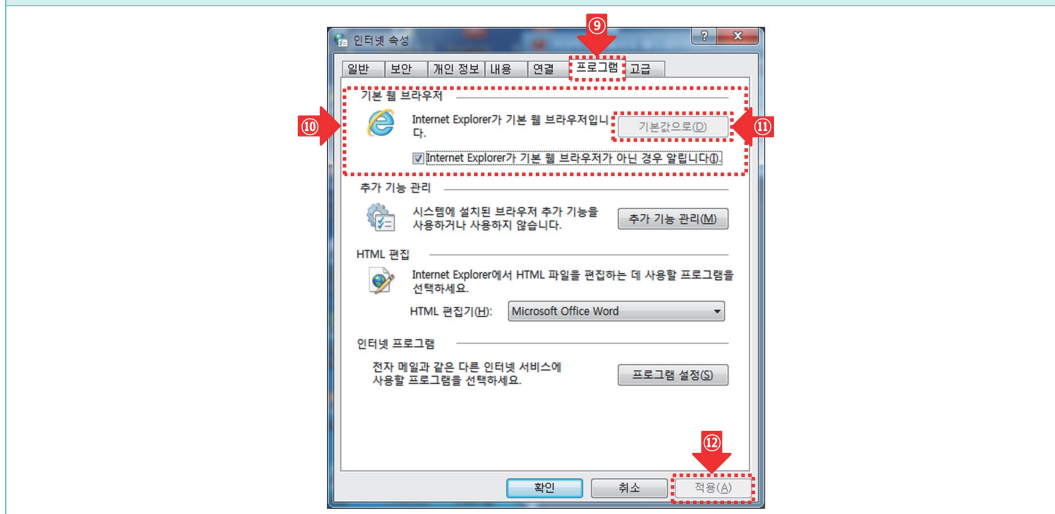 ⑨
인터넷 속성
일반 보안 개인 정보 내용 연결 프로그램 고급
기본 웹 브라우저
⑩
Internet Explorer가 기본 웹 브라우저입니
다.
기본값으로(D)
⑪
Internet Explorer가 기본 웹 브라우저가 아닌 경우 알립니다(I).
추가 기능 관리
시스템에 설치된 브라우저 추가 기능을
사용하거나 사용하지 않습니다.
추가 기능 관리(M)
HTML 편집
Internet Explorer에서 HTML 파일을 편집하는 데 사용할 프로그램을
선택하세요.
HTML 편집기(H): Microsoft Office Word
인터넷 프로그램
전자 메일과 같은 다른 인터넷 서비스에
사용할 프로그램을 선택하세요.
프로그램 설정(S)
⑫
확인 취소 적용(A)